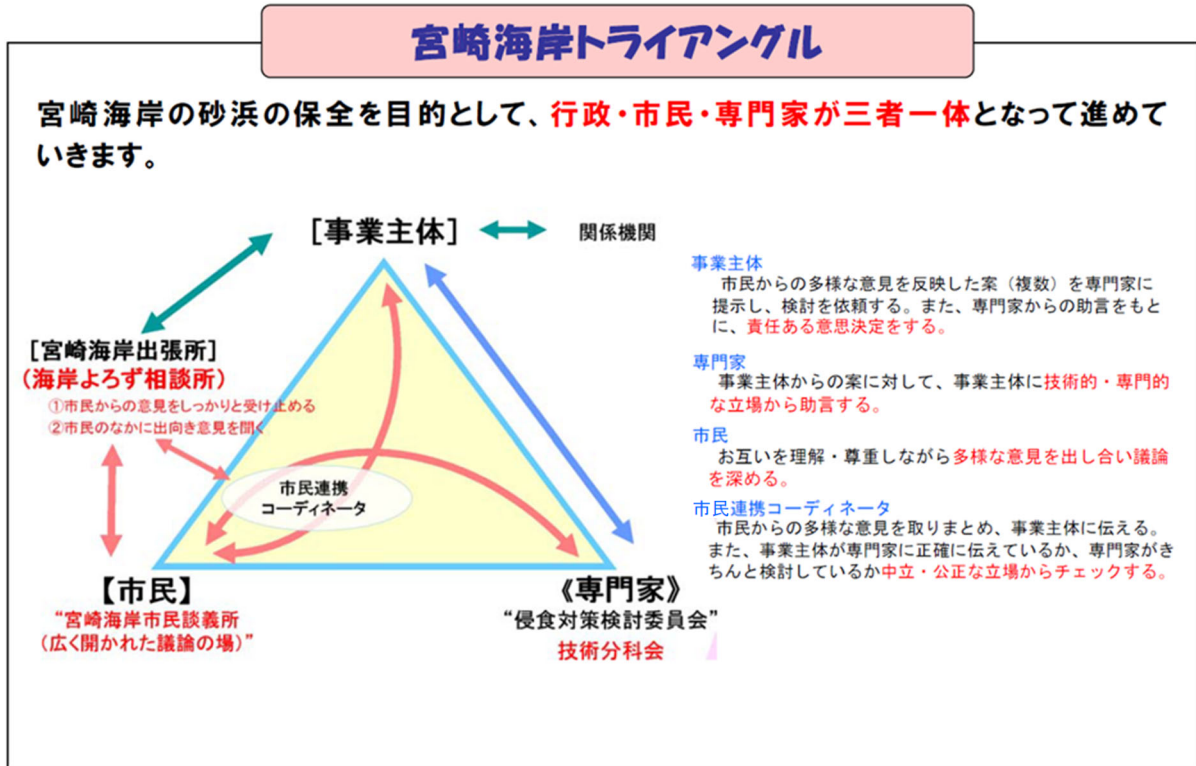 宮崎海岸トライアングル
宮崎海岸の砂浜の保全を目的として、行政・市民・専門家が三者一体となって進めて
いきます。
[事業主体]
関係機関
[宮崎海岸出張所]
(海岸よろず相談所)
①市民からの意見をしっかりと受け止める
②市民のなかに出向き意見を聞く
市民連携
コーディネータ
【市民】
“宮崎海岸市民談義所
(広く開かれた議論の場)”
《専門家》
“侵食対策検討委員会”
技術分科会
事業主体
市民からの多様な意見を反映した案(複数)を専門家に
提示し、検討を依頼する。また、専門家からの助言をもと
に、責任ある意思決定をする。
専門家
事業主体からの案に対して、事業主体に技術的・専門的
な立場から助言する。
市民
お互いを理解・尊重しながら多様な意見を出し合い議論
を深める。
市民連携コーディネータ
市民からの多様な意見を取りまとめ、事業主体に伝える。
また、事業主体が専門家に正確に伝えているか、専門家がき
ちんと検討しているか中立・公正な立場からチェックする。